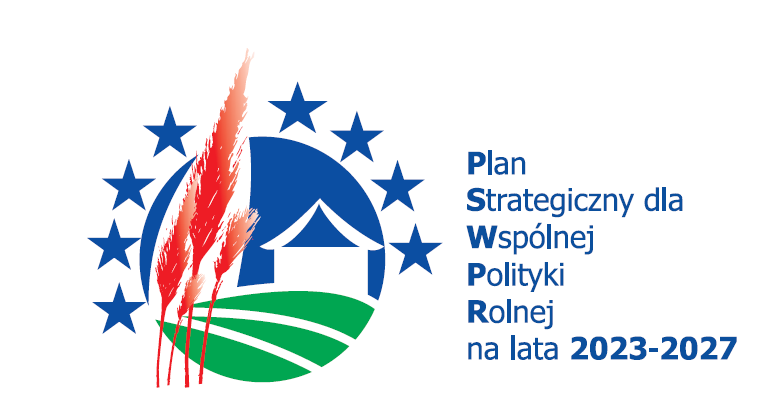 Plan
Strategiczny dla
Wspólnej
Polityki
Rolnej
na lata 2023-2027